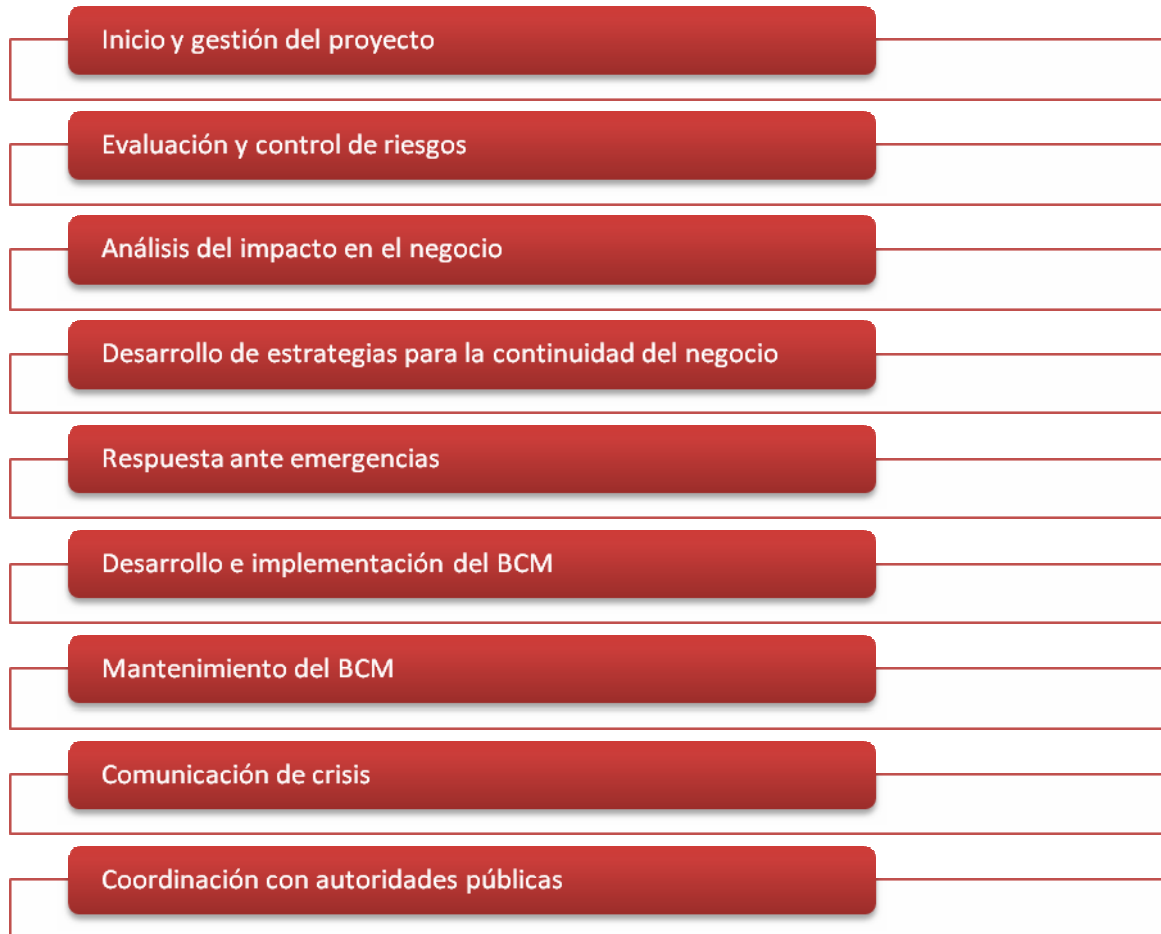 Inicio y gestión del proyecto
Evaluación y control de riesgos
Análisis del impacto en el negocio
Desarrollo de estrategias para la continuidad del negocio
Respuesta ante emergencias
Desarrollo e implementación del BCM
Mantenimiento del BCM
Comunicación de crisis
Coordinación con autoridades públicas